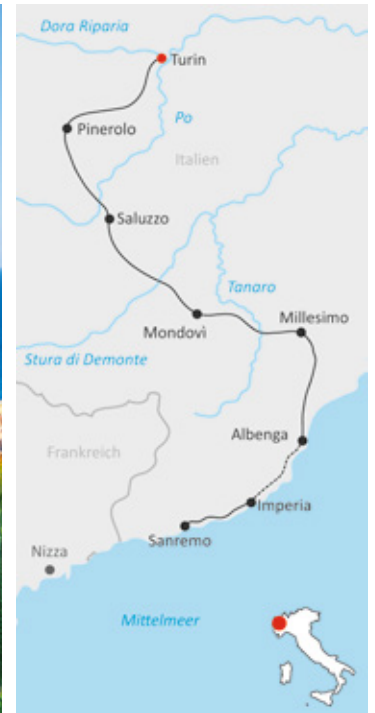 Dora Riparia
Turin
Po
Pinerolo
Italien
Saluzzo
Tanaro
Mondovì
Millesimo
Stura di Demonte
Albenga
Frankreich
Imperia
Sanremo
Nizza
Mittelmeer